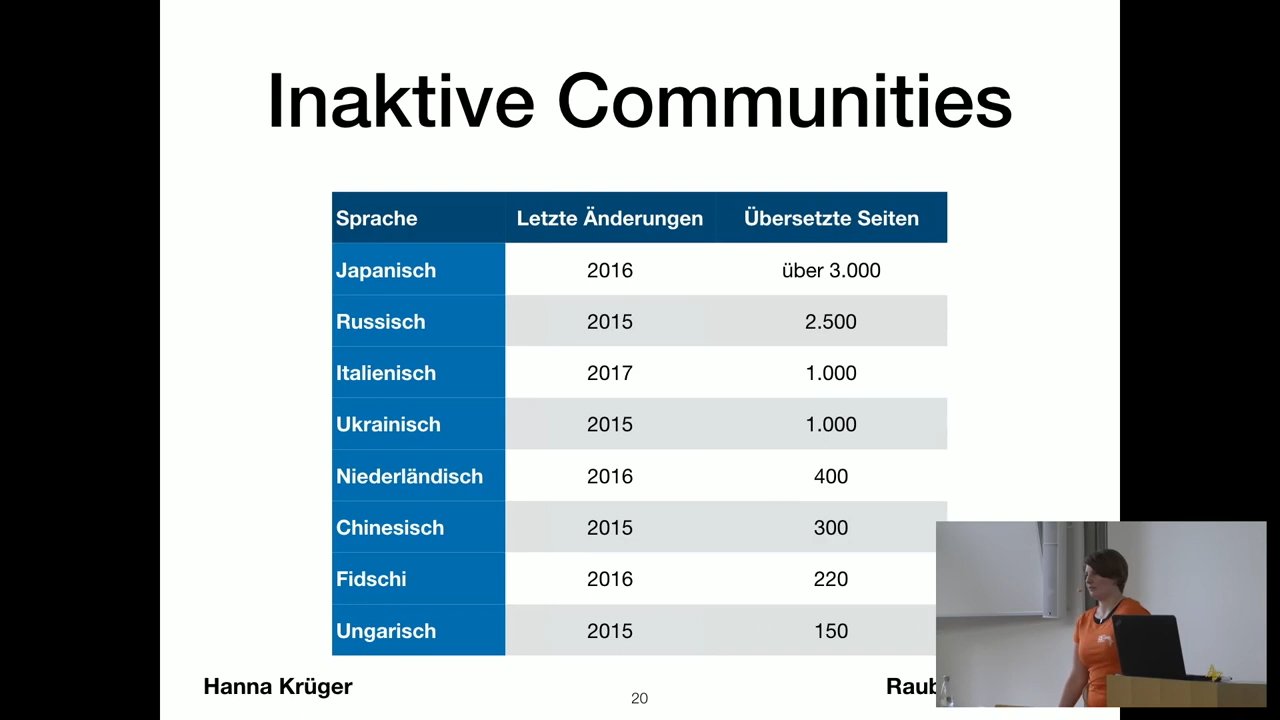 Inaktive Communities
Sprache Letzte Änderungen Übersetzte Seiten
Japanisch 2016 über 3.000
Russisch 2015 2.500
Italienisch 2017 1.000
Ukrainisch 2015 1.000
Niederländisch 2016 400
Chinesisch 2015 300
Fidschi 2016 220
Ungarisch 2015 150
Hanna Krüger 20